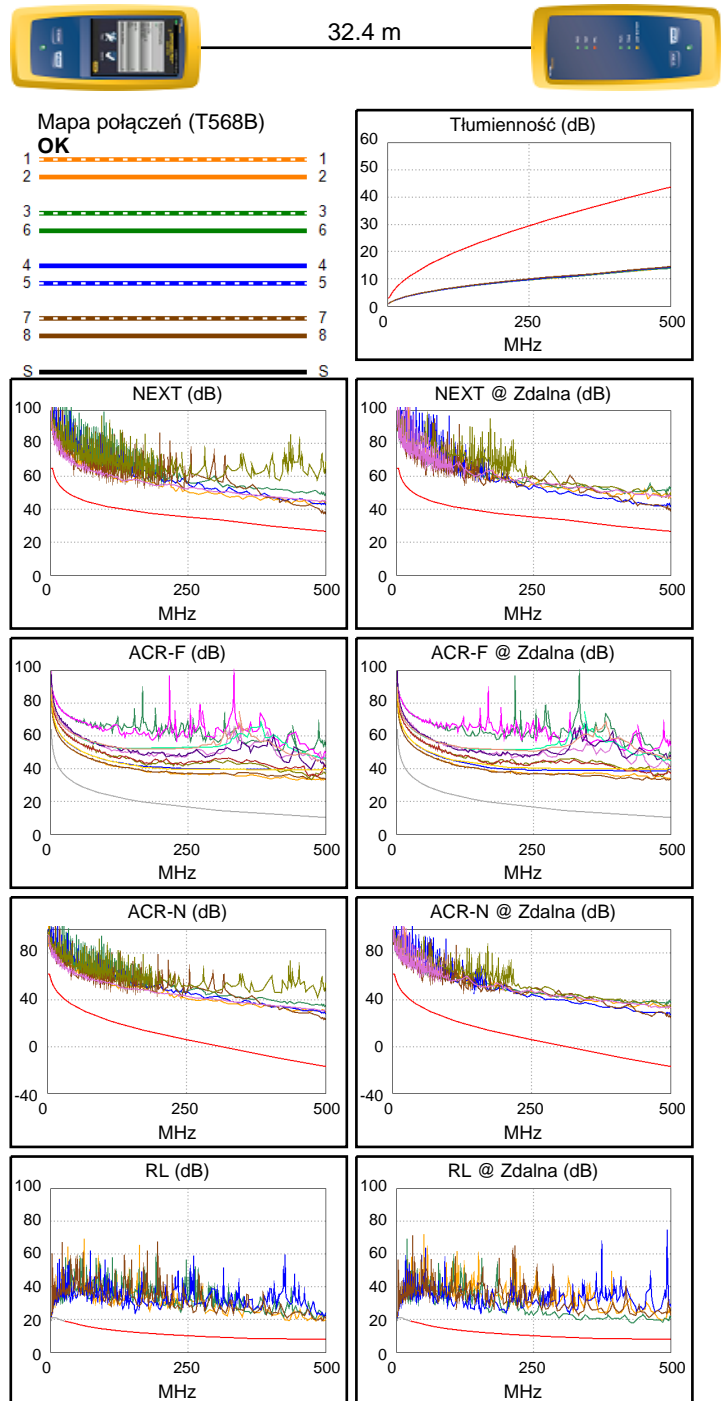 32.4 m
Mapa połączeń (T568B)
OK
1 1
2 2
3 3
6 6
4 4
5 5
7 7
8 8
S S
Tłumienność (dB)
60
50
40
30
20
10
0
0 250 500
MHz
NEXT (dB)
100
80
60
40
20
0
0 250 500
MHz
NEXT @ Zdalna (dB)
100
80
60
40
20
0
0 250 500
MHz
ACR-F (dB)
100
80
60
40
20
0
0 250 500
MHz
ACR-F @ Zdalna (dB)
100
80
60
40
20
0
0 250 500
MHz
ACR-N (dB)
80
40
0
-40
0 250 500
MHz
ACR-N @ Zdalna (dB)
80
40
0
-40
0 250 500
MHz
RL (dB)
100
80
60
40
20
0
0 250 500
MHz
RL @ Zdalna (dB)
100
80
60
40
20
0
0 250 500
MHz